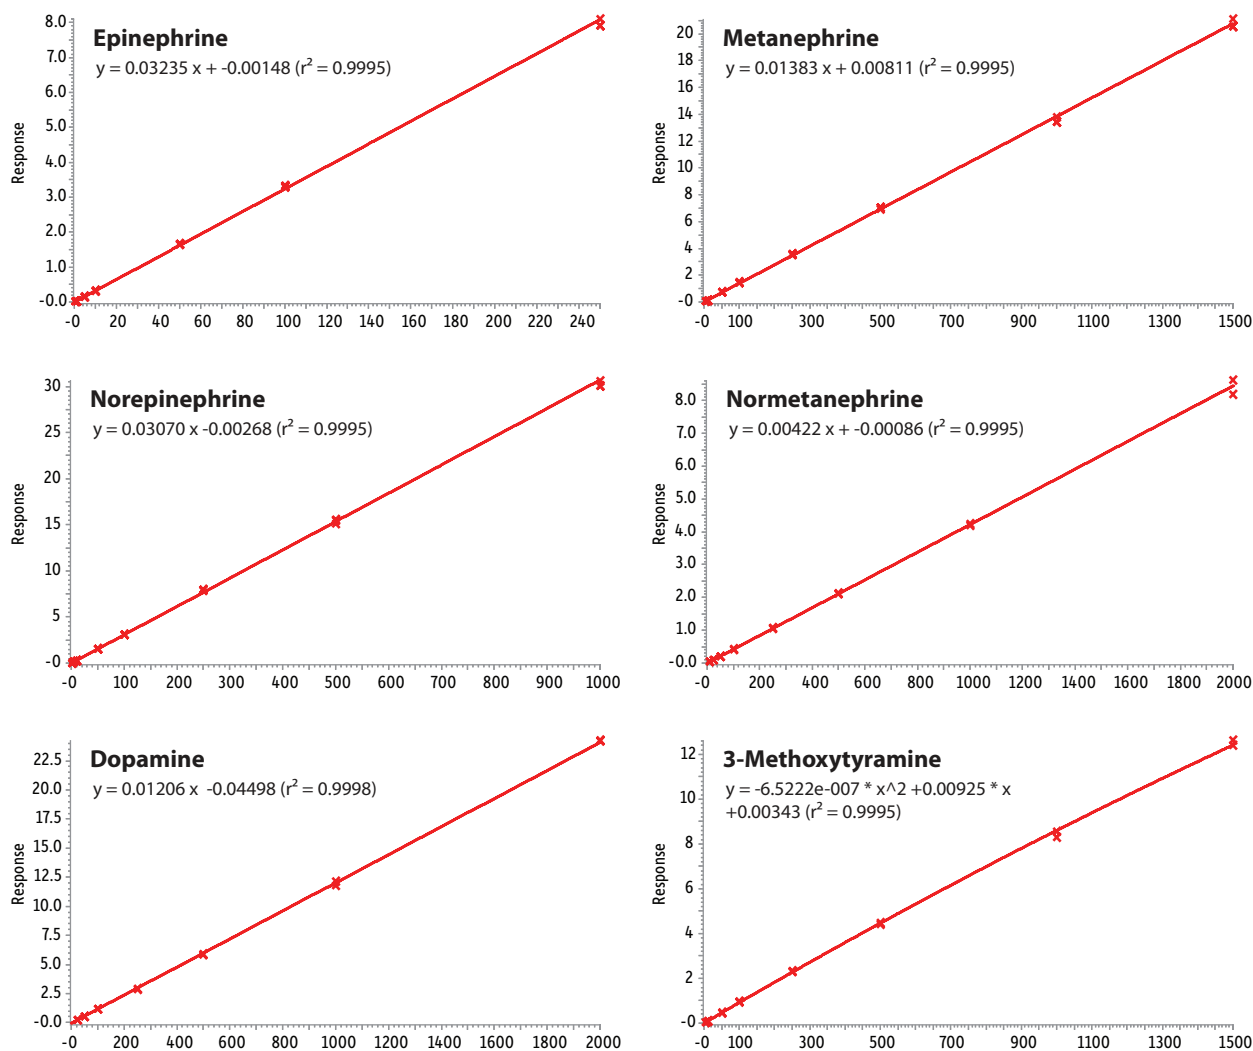 Epinephrine
y = 0.03235 x + -0.00148 (r² = 0.9995)
Response
8.0
7.0
6.0
5.0
4.0
3.0
2.0
1.0
-0.0
-0 20 40 60 80 100 120 140 160 180 200 220 240
Metanephrine
y = 0.01383 x + 0.00811 (r² = 0.9995)
Response
20
18
16
14
12
10
8
6
4
2
-0
-0 100 300 500 700 900 1100 1300 1500
Norepinephrine
y = 0.03070 x -0.00268 (r² = 0.9995)
Response
30
25
20
15
10
5
-0
-0 100 200 300 400 500 600 700 800 900 1000
Normetanephrine
y = 0.00422 x + -0.00086 (r² = 0.9995)
Response
8.0
7.0
6.0
5.0
4.0
3.0
2.0
1.0
-0.0
-0 200 400 600 800 1000 1200 1400 1600 1800 2000
Dopamine
y = 0.01206 x -0.04498 (r² = 0.9998)
Response
22.5
20.0
17.5
15.0
12.5
10.0
7.5
5.0
2.5
-0.0
-0 200 400 600 800 1000 1200 1400 1600 1800 2000
3-Methoxytyramine
y = -6.5222e-007 * x^2 +0.00925 * x
+0.00343 (r² = 0.9995)
Response
12
10
8
6
4
2
-0
-0 100 300 500 700 900 1100 1300 1500